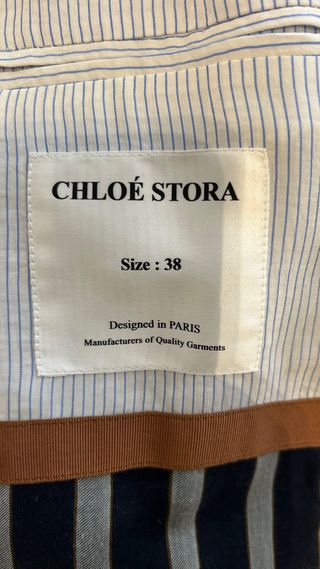 CHLOÉ STORA
Size : 38
Designed in PARIS
Manufacturers of Quality Garments